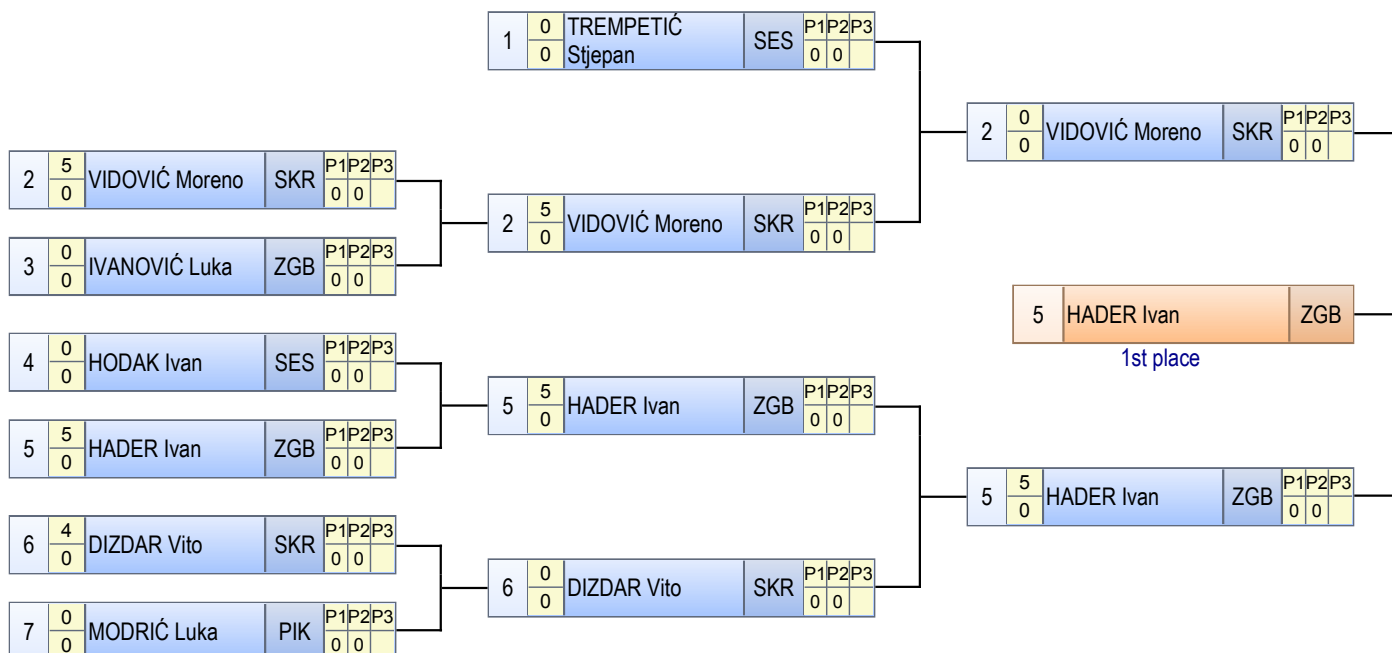 1 0 TREMPETIĆ SES P1 P2 P3
0 Stjepan 0 0
2 0 VIDOVIĆ Moreno SKR P1 P2 P3
0 0 0
2 5 VIDOVIĆ Moreno SKR P1 P2 P3
0 0 0
3 0 IVANOVIĆ Luka ZGB P1 P2 P3
0 0 0
2 5 VIDOVIĆ Moreno SKR P1 P2 P3
0 0 0
5 HADER Ivan ZGB
1st place
4 0 HODAK Ivan SES P1 P2 P3
0 0 0
5 5 HADER Ivan ZGB P1 P2 P3
0 0 0
5 5 HADER Ivan ZGB P1 P2 P3
0 0 0
5 5 HADER Ivan ZGB P1 P2 P3
0 0 0
6 4 DIZDAR Vito SKR P1 P2 P3
0 0 0
7 0 MODRIĆ Luka PIK P1 P2 P3
0 0 0
6 0 DIZDAR Vito SKR P1 P2 P3
0 0 0